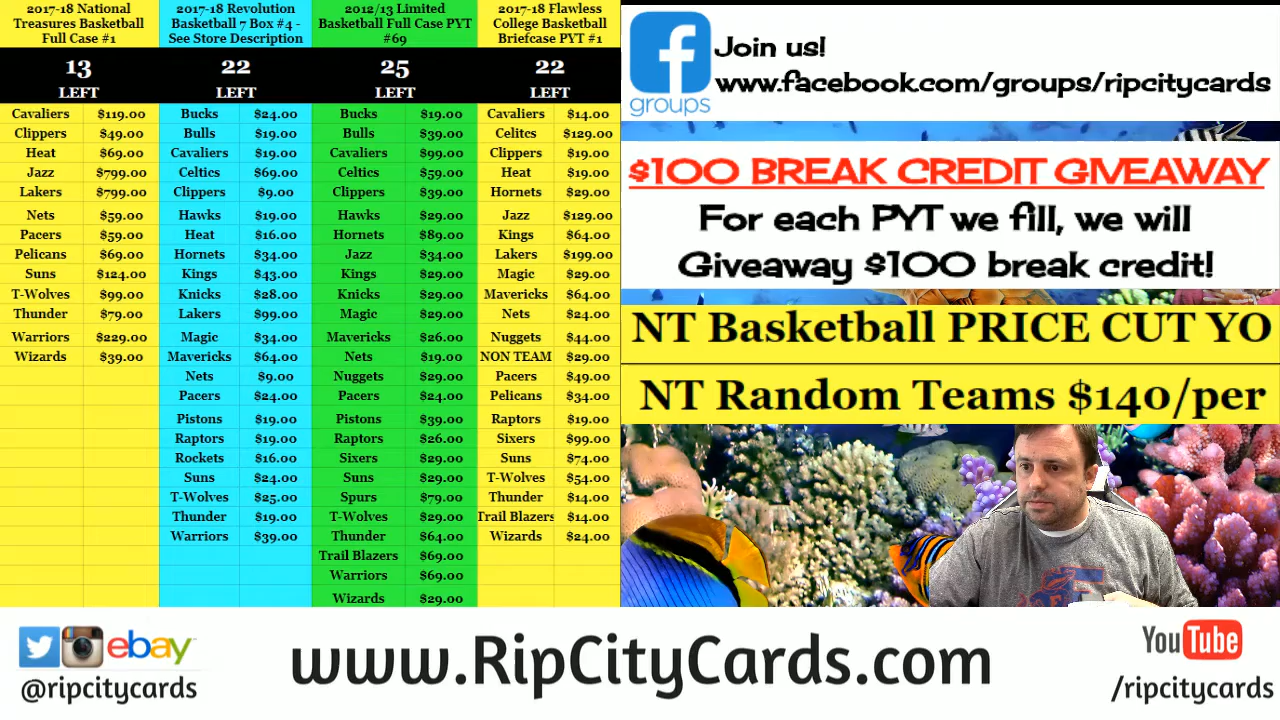 2017-18 National
Treasures Basketball
Full Case #1
13
LEFT
Cavaliers $119.00
Clippers $49.00
Heat $69.00
Jazz $799.00
Lakers $799.00
Nets $59.00
Pacers $59.00
Pelicans $69.00
Suns $124.00
T-Wolves $99.00
Thunder $79.00
Warriors $229.00
Wizards $39.00
2017-18 Revolution
Basketball 7 Box #4 -
See Store Description
22
LEFT
Bucks $24.00
Bulls $19.00
Cavaliers $19.00
Celtics $69.00
Clippers $9.00
Hawks $19.00
Heat $16.00
Hornets $34.00
Kings $43.00
Knicks $28.00
Lakers $99.00
Magic $34.00
Mavericks $64.00
Nets $9.00
Pacers $24.00
Pistons $19.00
Raptors $19.00
Rockets $16.00
Suns $24.00
T-Wolves $25.00
Thunder $19.00
Warriors $39.00
2012/13 Limited
Basketball Full Case PYT
#69
25
LEFT
Bucks $19.00
Bulls $39.00
Cavaliers $99.00
Celtics $59.00
Clippers $39.00
Hawks $29.00
Hornets $89.00
Jazz $34.00
Kings $29.00
Knicks $29.00
Magic $29.00
Mavericks $26.00
Nets $19.00
Nuggets $29.00
Pacers $24.00
Pistons $39.00
Raptors $26.00
Sixers $29.00
Suns $29.00
Spurs $79.00
T-Wolves $29.00
Thunder $64.00
Trail Blazers $69.00
Warriors $69.00
Wizards $29.00
2017-18 Flawless
College Basketball
Briefcase PYT #1
22
LEFT
Cavaliers $14.00
Celitcs $129.00
Clippers $19.00
Heat $19.00
Hornets $29.00
Jazz $129.00
Kings $64.00
Lakers $199.00
Magic $29.00
Mavericks $64.00
Nets $24.00
Nuggets $44.00
NON TEAM $29.00
Pacers $49.00
Pelicans $34.00
Raptors $19.00
Sixers $99.00
Suns $74.00
T-Wolves $54.00
Thunder $14.00
Trail Blazers $14.00
Wizards $24.00
f
groups
Join us!
www.facebook.com/groups/ripcitycards
$100 BREAK CREDIT GIVEAWAY
For each PYT we fill, we will
Giveaway $100 break credit!
NT Basketball PRICE CUT YO
NT Random Teams $140/per
ebay
@ripcitycards
www.RipCityCards.com
YouTube
/ripcitycards